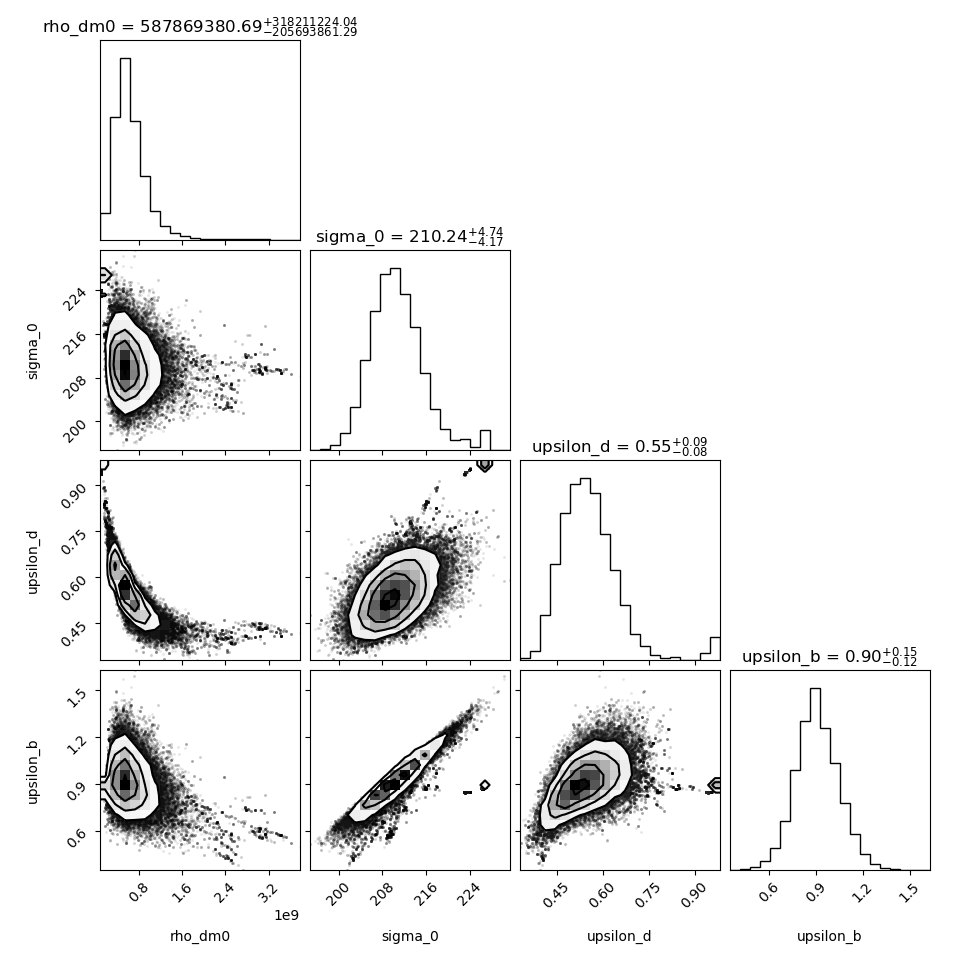 rho_dm0 = 587869380.69+318211224.04−205693861.29
sigma_0 = 210.24+4.74−4.17
224
216
208
200
sigma_0
upsilon_d = 0.55+0.09−0.08
0.90
0.75
0.60
0.45
upsilon_d
upsilon_b = 0.90+0.15−0.12
1.5
1.2
0.9
0.6
upsilon_b
0.8 1.6 2.4 3.2 200 208 216 224 0.45 0.60 0.75 0.90 0.6 0.9 1.2 1.5
1e9
rho_dm0 sigma_0 upsilon_d upsilon_b